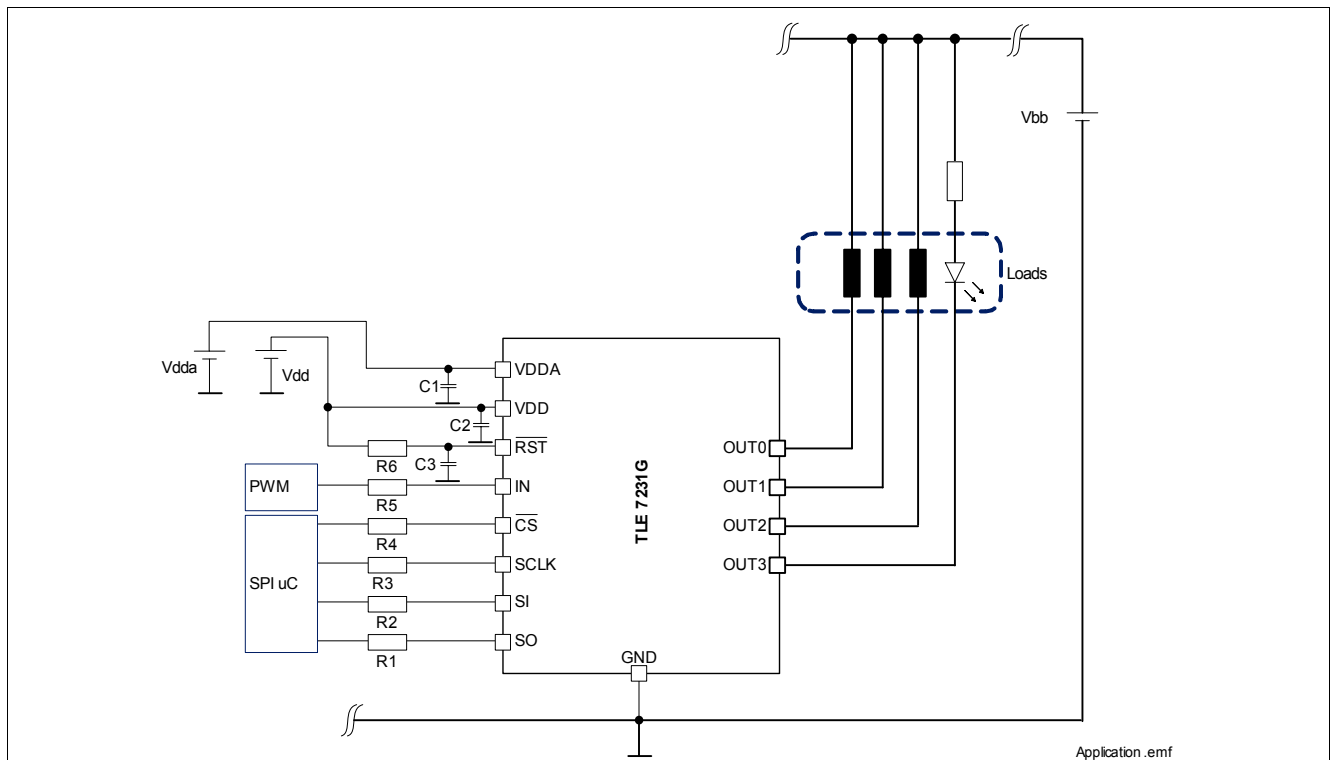 Vbb
Loads
Vdda
Vdd
C1
VDDA
C2
VDD
R6
C3
RST
OUT0
PWM
R5
IN
OUT1
SPI uC
R4
CS
OUT2
R3
SCLK
OUT3
R2
SI
R1
SO
TLE 7231G
GND
Application.emf